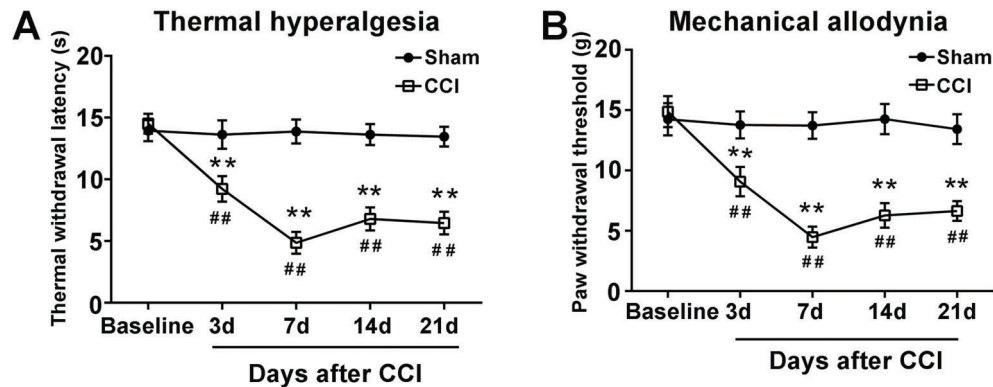 A
Thermal hyperalgesia
Thermal withdrawal latency (s)
20
15
10
5
0
Sham
CCI
**
**
**
**
##
##
##
##
Baseline 3d 7d 14d 21d
Days after CCI
B
Mechanical allodynia
Paw withdrawal threshold (g)
20
15
10
5
0
Sham
CCI
**
**
**
**
##
##
##
##
Baseline 3d 7d 14d 21d
Days after CCI